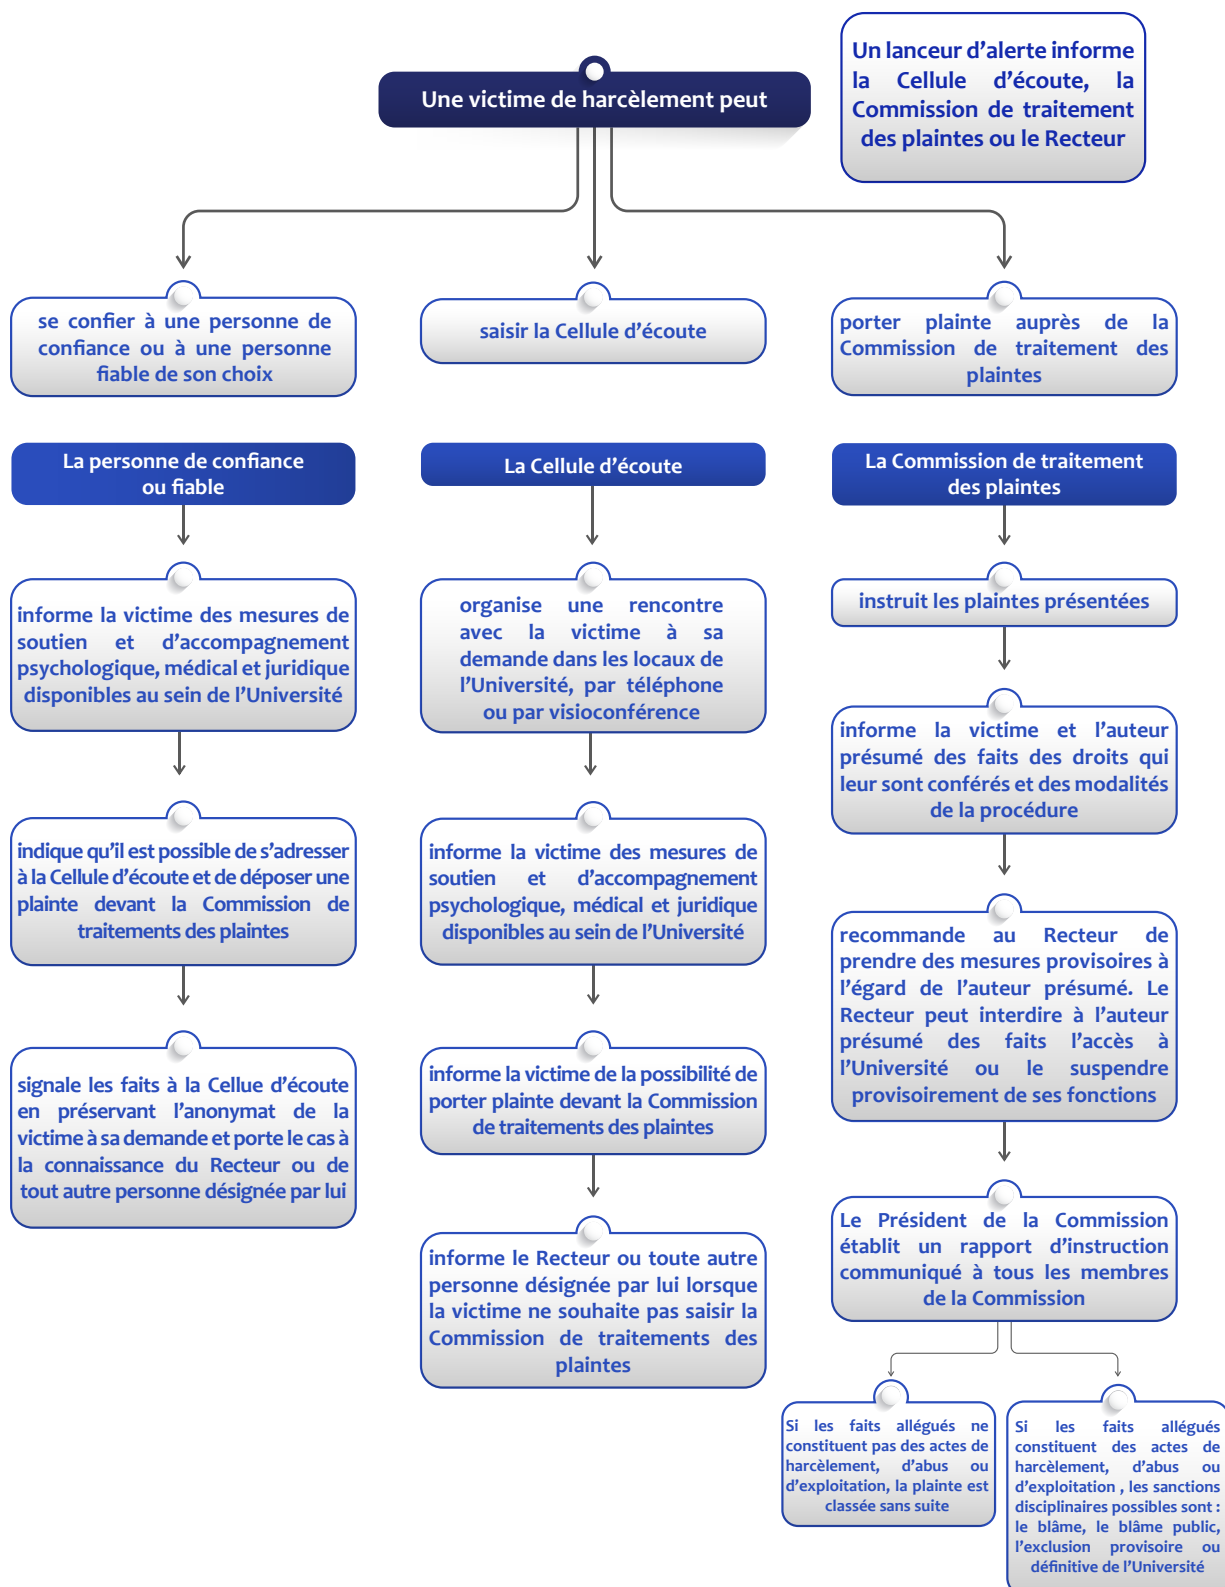 Une victime de harcèlement peut
Un lanceur d'alerte informe
la Cellule d'écoute, la
Commission de traitement
des plaintes ou le Recteur
se confier à une personne de
confiance ou à une personne
fiable de son choix
saisir la Cellule d'écoute
porter plainte auprès de la
Commission de traitement des
plaintes
La personne de confiance
ou fiable
informe la victime des mesures de
soutien et d'accompagnement
psychologique, médical et juridique
disponibles au sein de l'Université
indique qu'il est possible de s'adresser
à la Cellule d'écoute et de déposer une
plainte devant la Commission de
traitements des plaintes
signale les faits à la Cellue d'écoute
en préservant l'anonymat de la
victime à sa demande et porte le cas à
la connaissance du Recteur ou de
tout autre personne désignée par lui
La Cellule d'écoute
organise une rencontre
avec la victime à sa
demande dans les locaux de
l'Université, par téléphone
ou par visioconférence
informe la victime des mesures de
soutien et d'accompagnement
psychologique, médical et juridique
disponibles au sein de l'Université
informe la victime de la possibilité de
porter plainte devant la Commission
de traitements des plaintes
informe le Recteur ou toute autre
personne désignée par lui lorsque
la victime ne souhaite pas saisir la
Commission de traitements des
plaintes
La Commission de traitement
des plaintes
instruit les plaintes présentées
informe la victime et l'auteur
présumé des faits des droits qui
leur sont conférés et des modalités
de la procédure
recommande au Recteur de
prendre des mesures provisoires à
l'égard de l'auteur présumé. Le
Recteur peut interdire à l'auteur
présumé des faits l'accès à
l'Université ou le suspendre
provisoirement de ses fonctions
Le Président de la Commission
établit un rapport d'instruction
communiqué à tous les membres
de la Commission
Si les faits allégués ne
constituent pas des actes de
harcèlement, d'abus ou
d'exploitation, la plainte est
classée sans suite
Si les faits allégués
constituent des actes de
harcèlement, d'abus ou
d'exploitation , les sanctions
disciplinaires possibles sont :
le blâme, le blâme public,
l'exclusion provisoire ou
définitive de l'Université